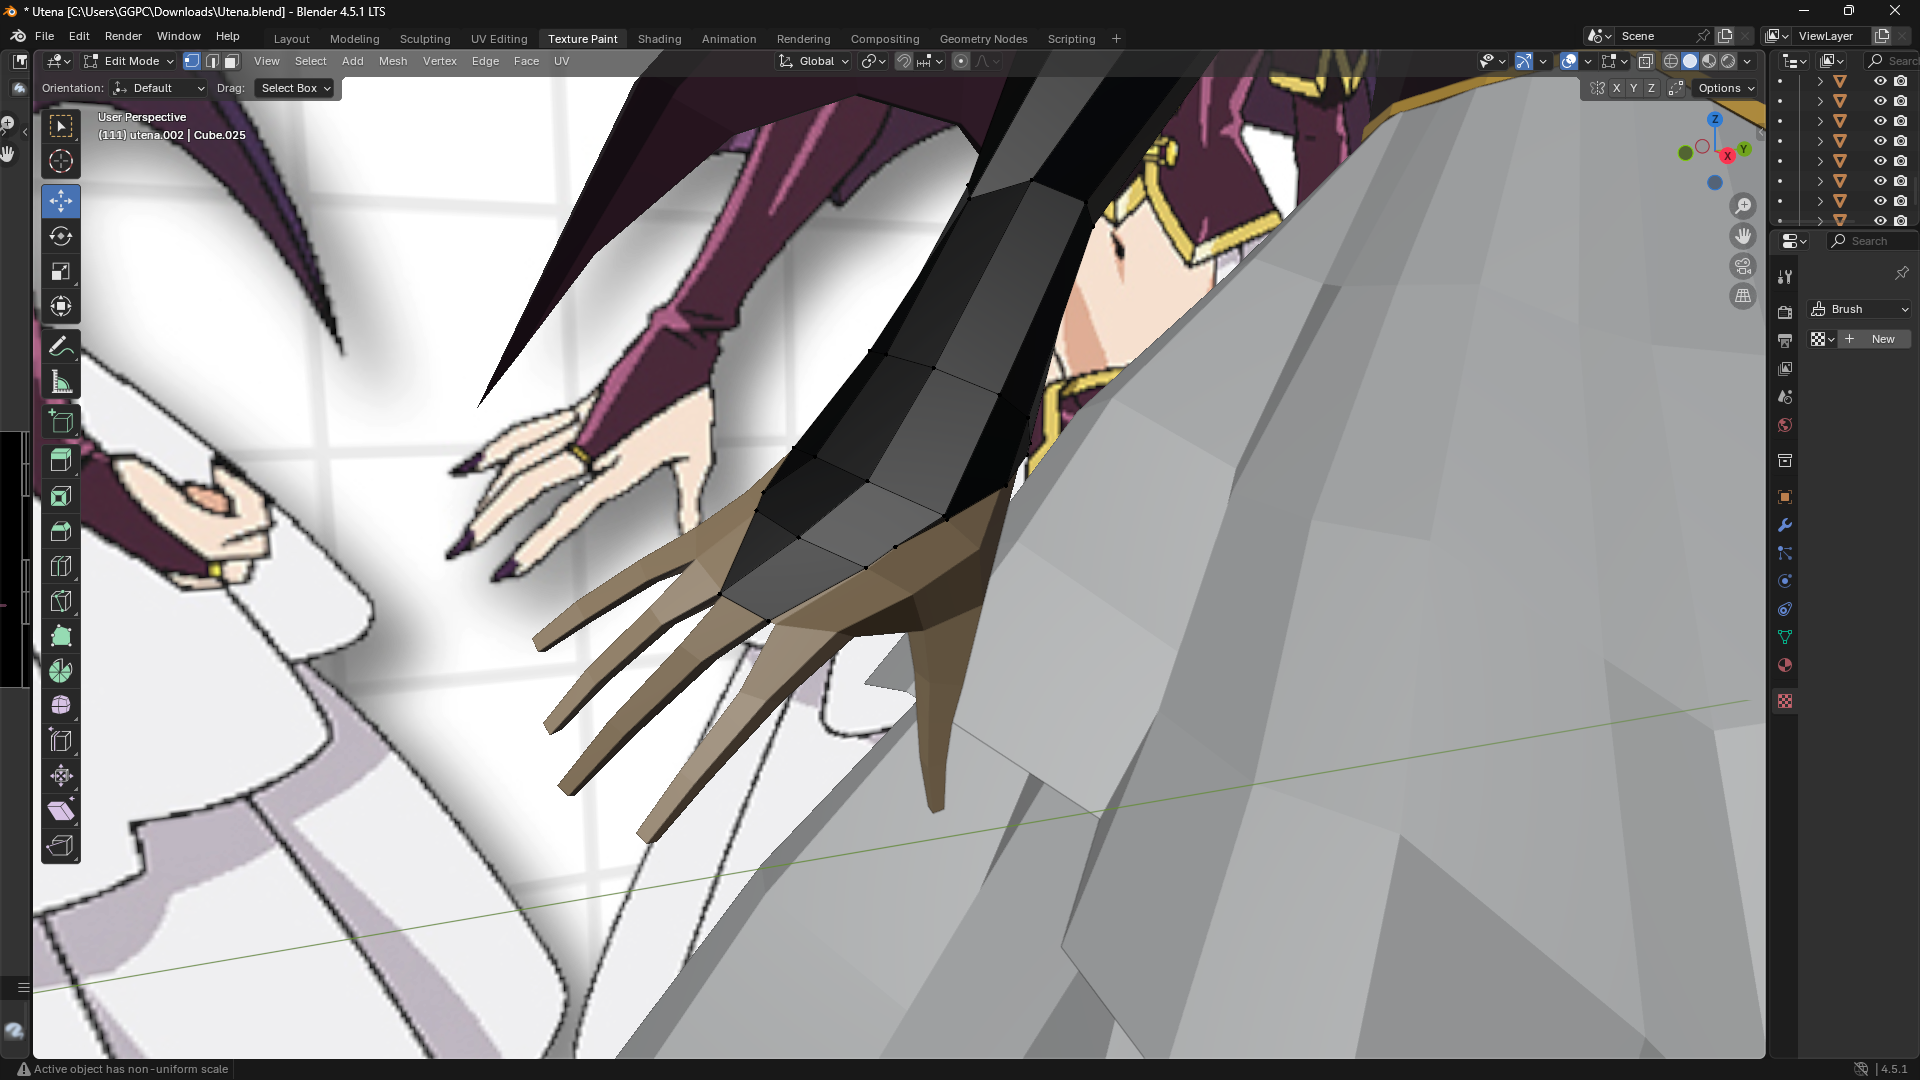 * Utena [C:\Users\GGPC\Downloads\Utena.blend] - Blender 4.5.1 LTS
File Edit Render Window Help
Layout Modeling Sculpting UV Editing Texture Paint Shading Animation Rendering Compositing Geometry Nodes Scripting +
Scene
ViewLayer
Edit Mode View Select Add Mesh Vertex Edge Face UV
Global
Orientation: Default Drag: Select Box
X Y Z
Options
User Perspective
(111) utena.002 | Cube.025
Z
Y
X
Search
Brush
+ New
Active object has non-uniform scale
4.5.1